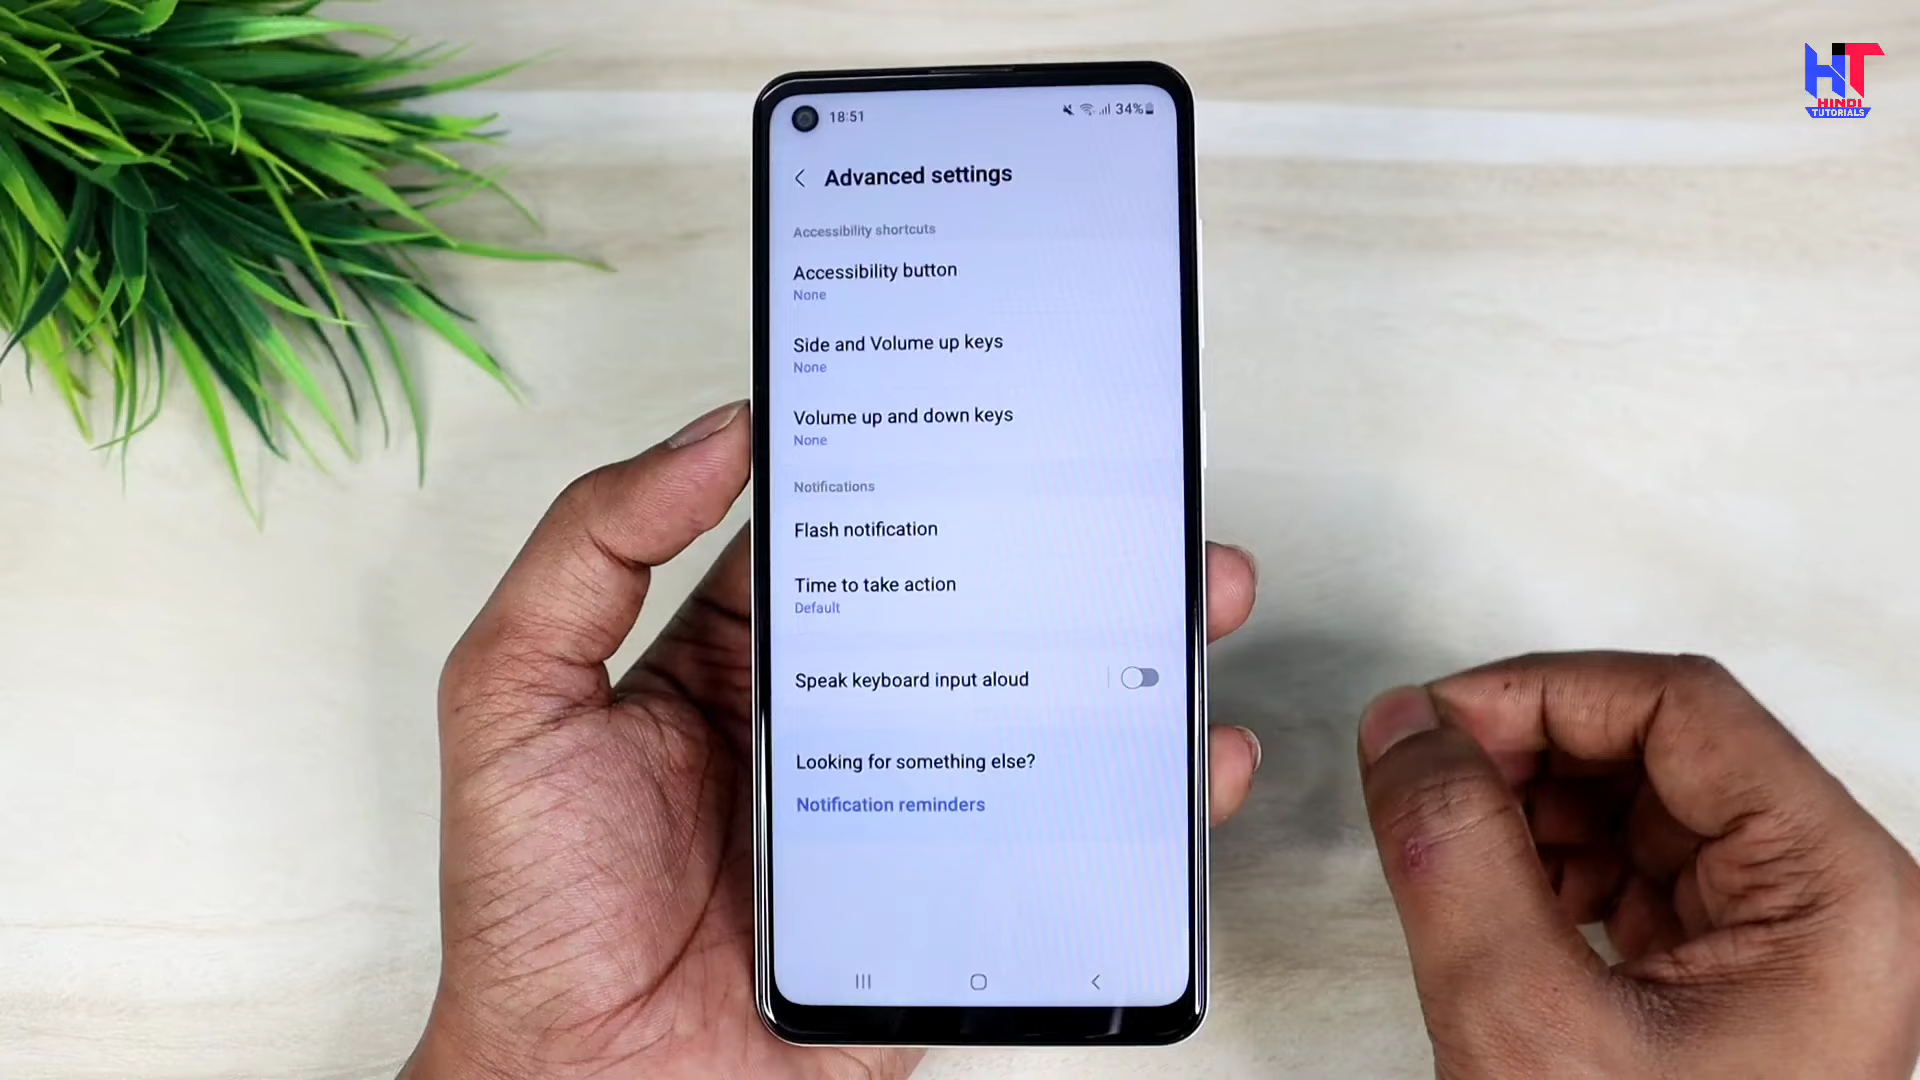 HT
HINDI
TUTORIALS
18:51
34%
Advanced settings
Accessibility shortcuts
Accessibility button
None
Side and Volume up keys
None
Volume up and down keys
None
Notifications
Flash notification
Time to take action
Default
Speak keyboard input aloud
Looking for something else?
Notification reminders